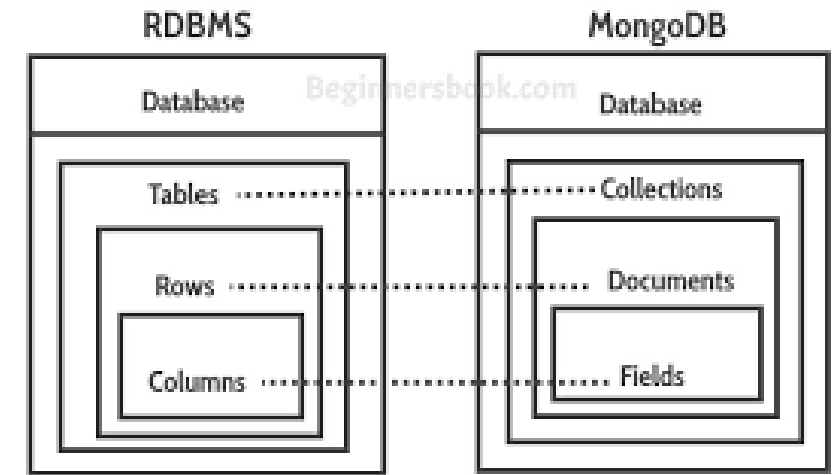 RDBMS
MongoDB
Beginnersbook.com
Database
Database
Tables
Collections
Rows
Documents
Columns
Fields